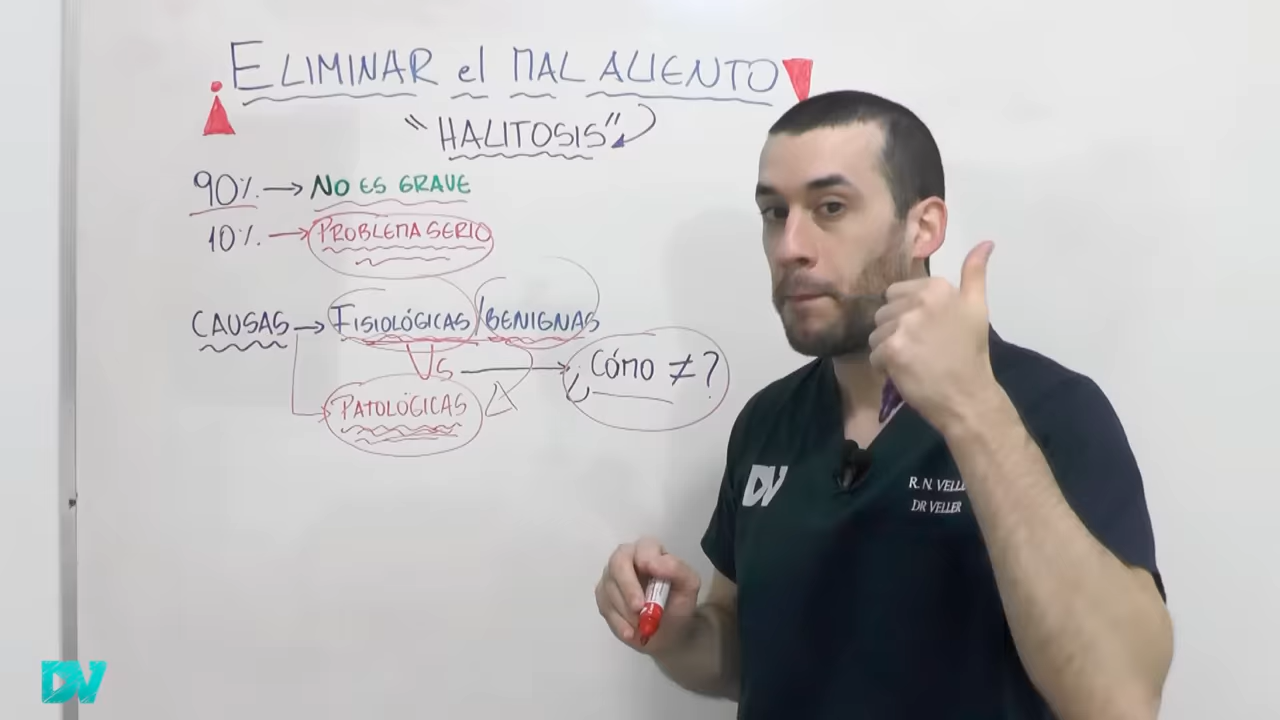 ¡ELIMINAR el MAL ALIENTO!
"HALITOSIS"
90% → NO ES GRAVE
10% → PROBLEMA SERIO
CAUSAS → FISIOLÓGICAS / BENIGNAS
VS → ¿CÓMO ≠ ?
PATOLÓGICAS
DV
R. N. VELL
DR VELLER
DV